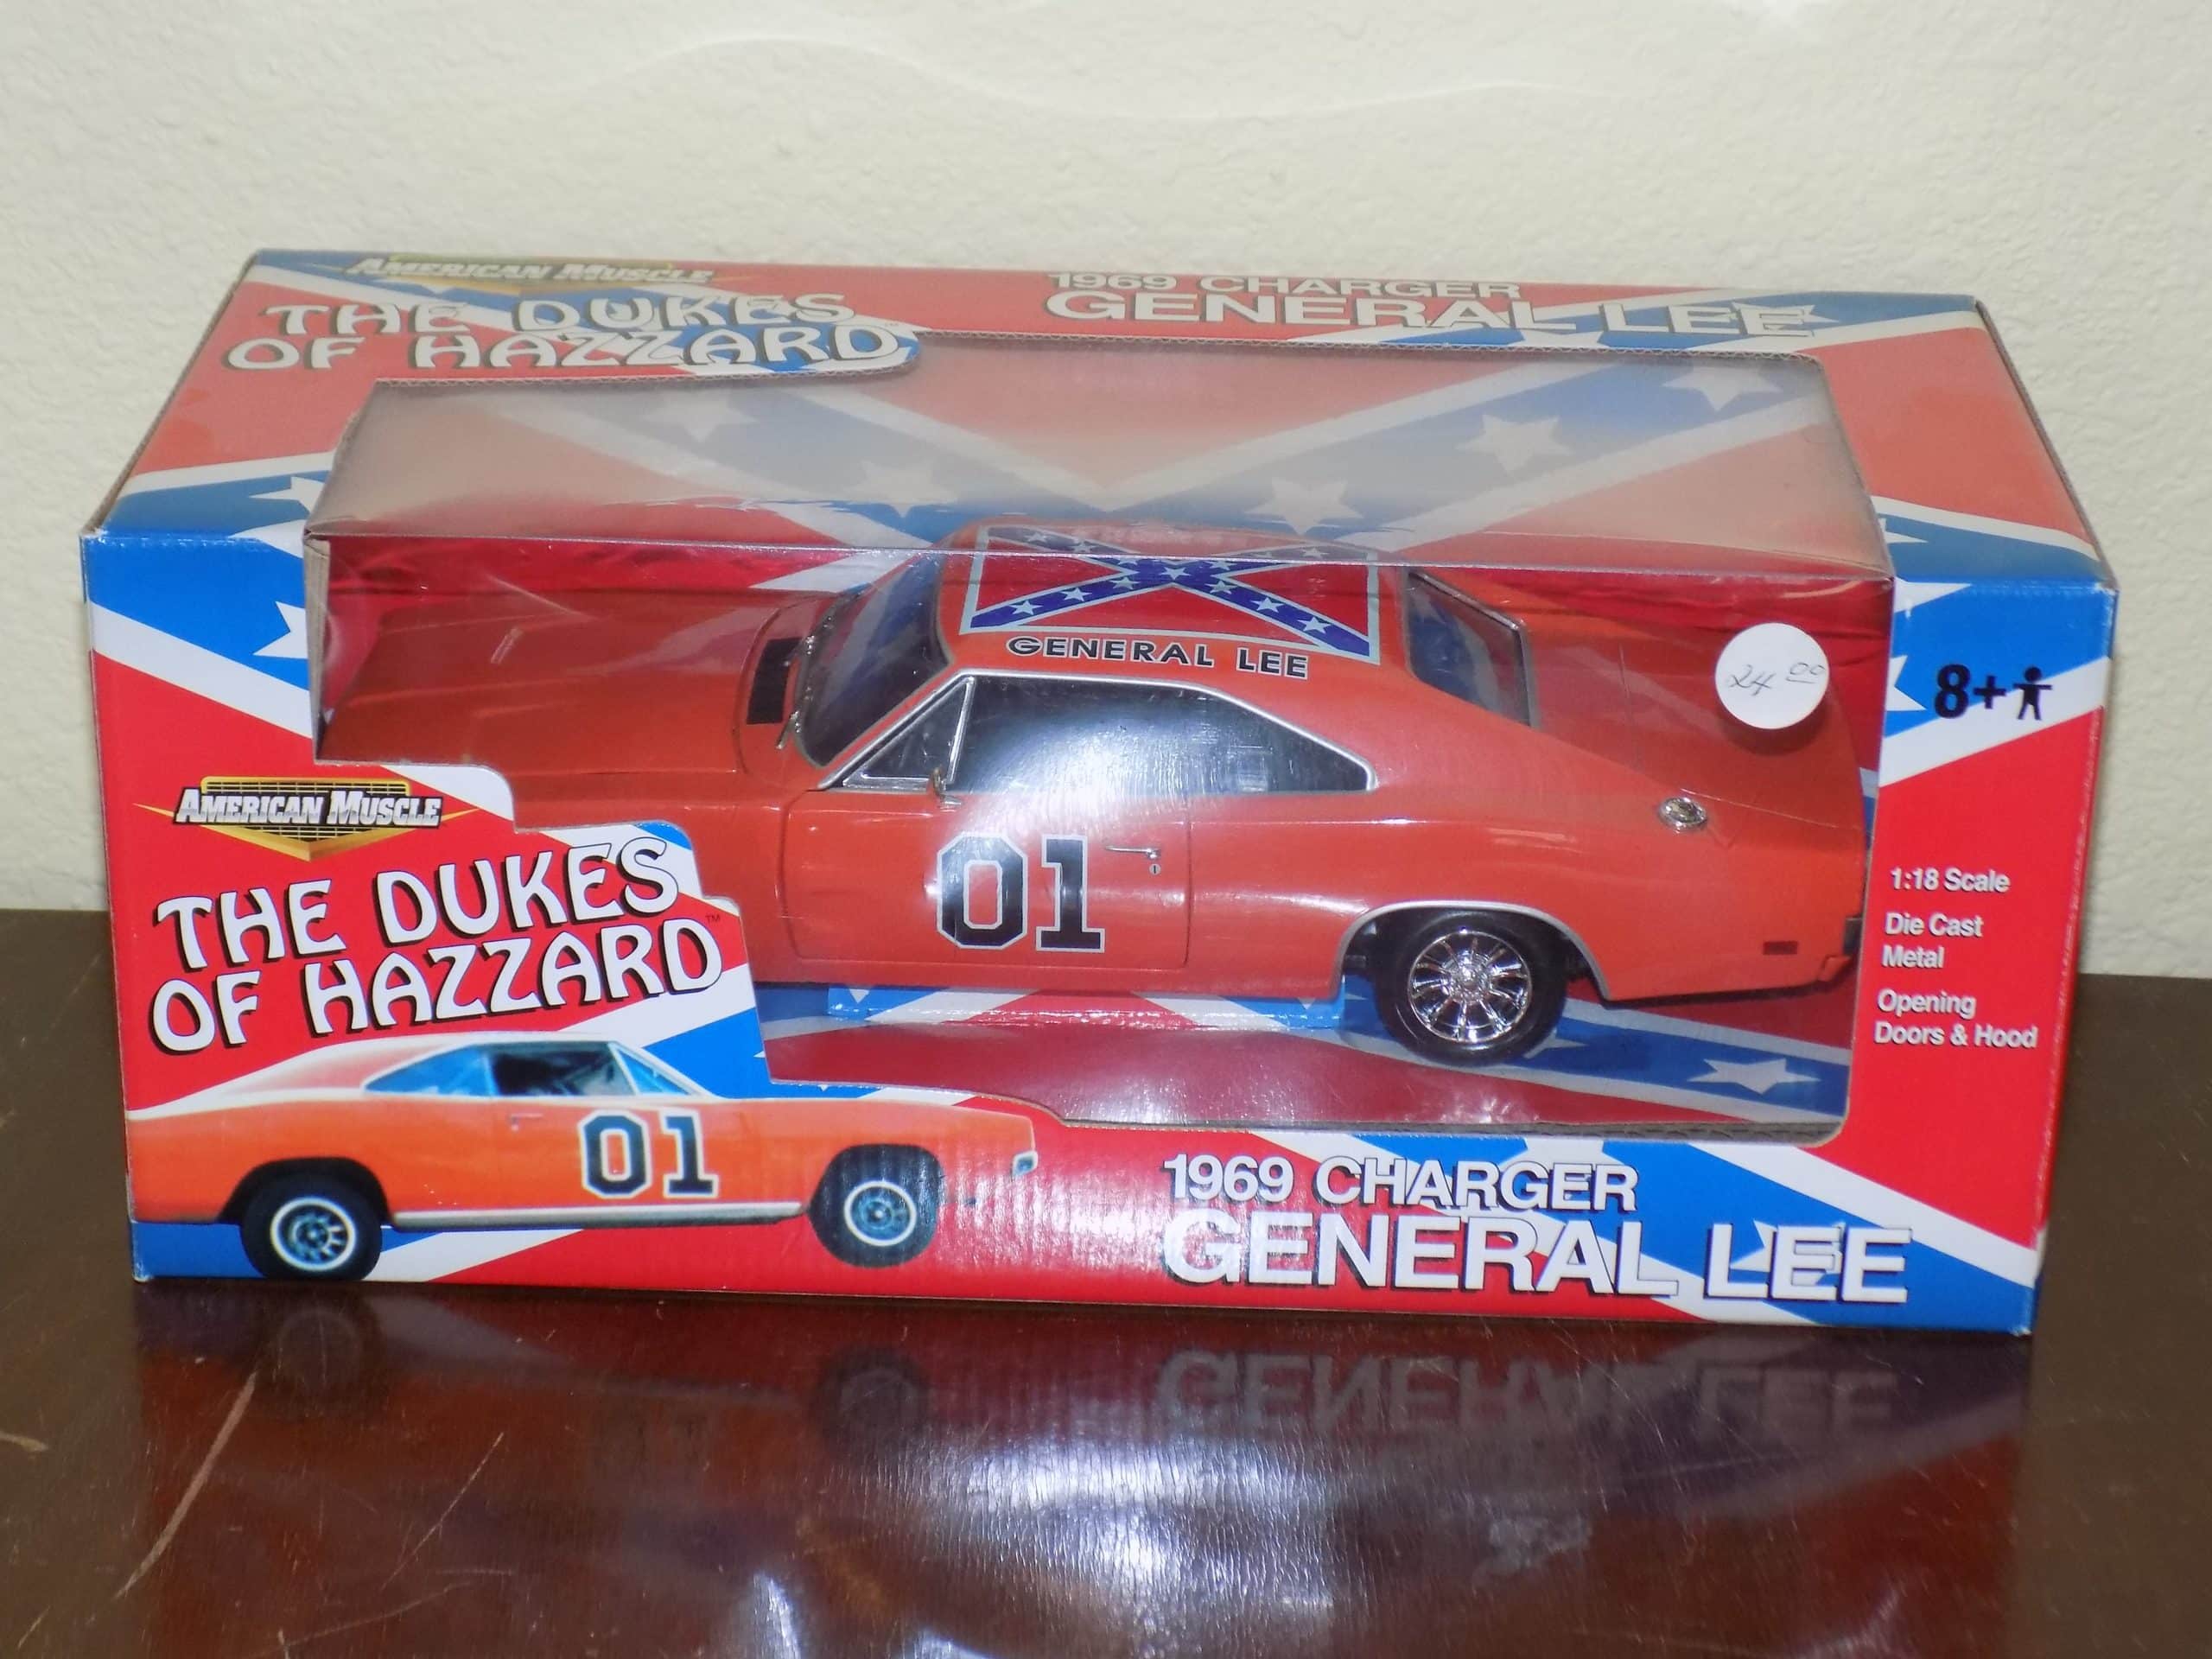 AMERICAN MUSCLE
THE DUKES
OF HAZZARD
1969 CHARGER
GENERAL LEE
GENERAL LEE
24 00
8+
01
AMERICAN MUSCLE
THE DUKES
OF HAZZARD™
1:18 Scale
Die Cast
Metal
Opening
Doors & Hood
01
1969 CHARGER
GENERAL LEE